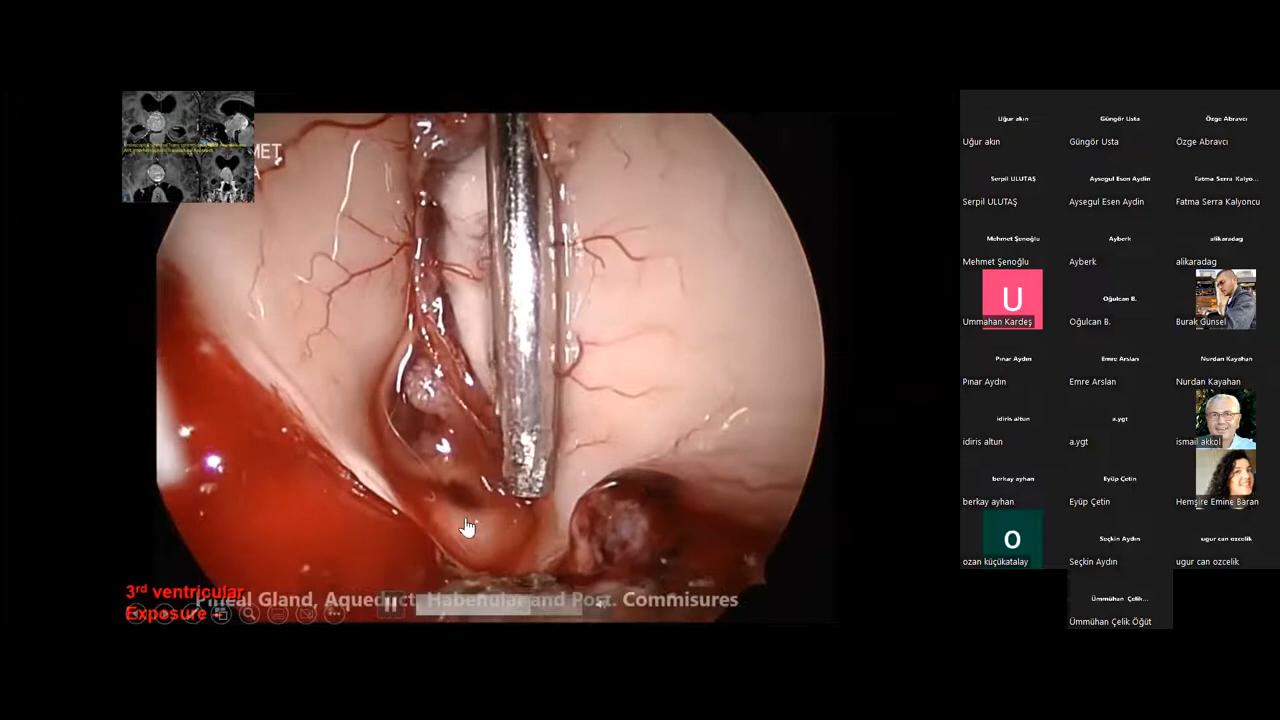 MET
A
3rd ventricular
Exposure -
Pineal Gland, Aqueduct, Habenular and Post. Commisures
Uğur akın
Güngör Usta
Özge Abravcı
Uğur akın
Güngör Usta
Özge Abravcı
Serpil ULUTAŞ
Aysegul Esen Aydin
Fatma Serra Kalyo...
Serpil ULUTAŞ
Aysegul Esen Aydin
Fatma Serra Kalyoncu
Mehmet Şenoğlu
Ayberk
alikaradag
Mehmet Şenoğlu
Ayberk
alikaradag
U
Oğulcan B.
Ummahan Kardeş
Oğulcan B.
Burak Günsel
Pınar Aydın
Emre Arslan
Nurdan Kayahan
Pınar Aydın
Emre Arslan
Nurdan Kayahan
idiris altun
a.ygt
idiris altun
a.ygt
ismail akkol
berkay ayhan
Eyüp Çetin
berkay ayhan
Eyüp Çetin
Hemşire Emine Baran
o
Seçkin Aydın
ugur can ozcelik
ozan küçükatalay
Seçkin Aydın
ugur can ozcelik
Ümmühan Çelik...
Ümmühan Çelik Öğüt